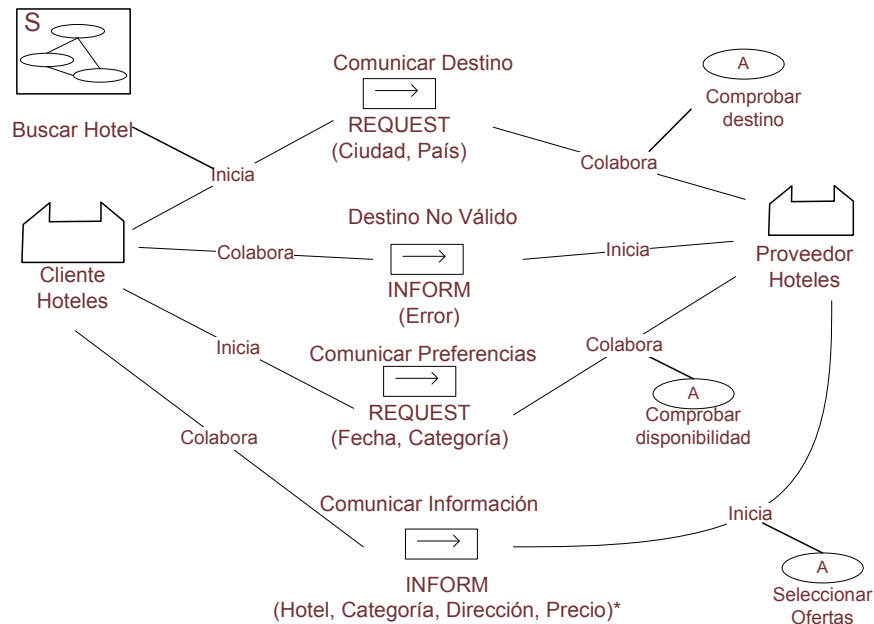 S
Buscar Hotel
Comunicar Destino
REQUEST
(Ciudad, País)
A
Comprobar
destino
Inicia
Colabora
Destino No Válido
Colabora
Inicia
INFORM
(Error)
Cliente
Hoteles
Proveedor
Hoteles
Inicia
Comunicar Preferencias
Colabora
REQUEST
(Fecha, Categoría)
A
Comprobar
disponibilidad
Colabora
Comunicar Información
Inicia
INFORM
(Hotel, Categoría, Dirección, Precio)*
A
Seleccionar
Ofertas